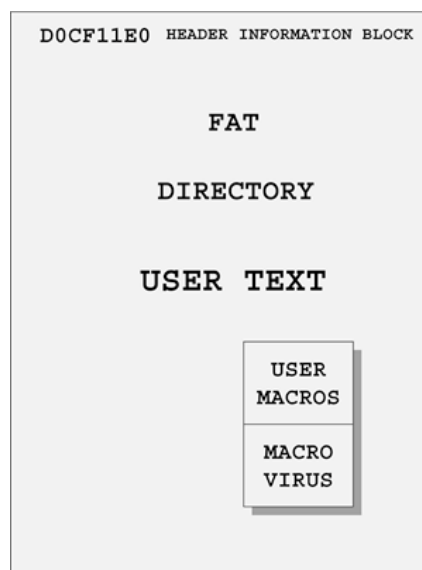 D0CF11E0 HEADER INFORMATION BLOCK
FAT
DIRECTORY
USER TEXT
USER
MACROS
MACRO
VIRUS